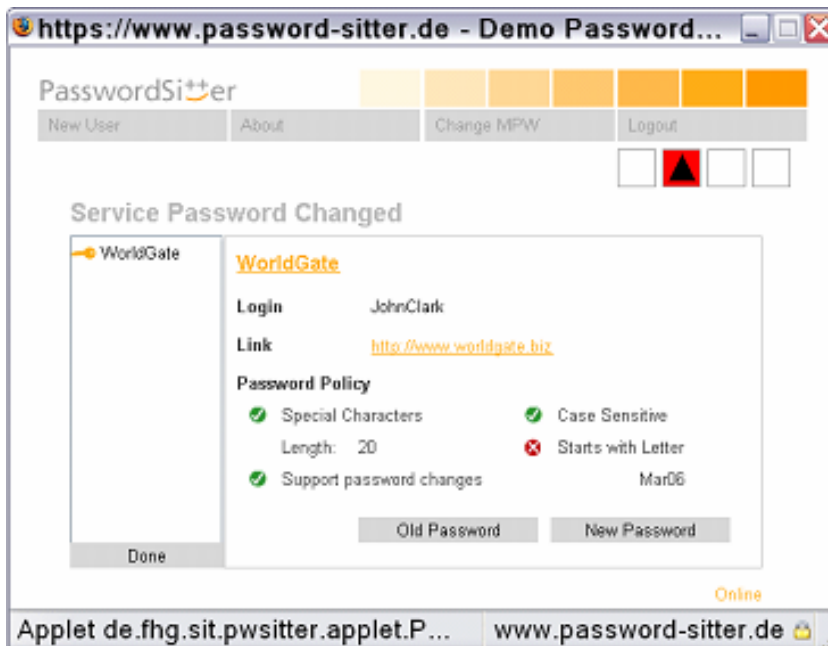 https://www.password-sitter.de - Demo Password...
PasswordSitter
New User About Change MPW Logout
Service Password Changed
WorldGate
WorldGate
Login JohnClark
Link http://www.worldgate.biz
Password Policy
Special Characters Case Sensitive
Length: 20 Starts with Letter
Support password changes Mar06
Old Password New Password
Done
Online
Applet de.fhg.sit.pwsitter.applet.P... www.password-sitter.de